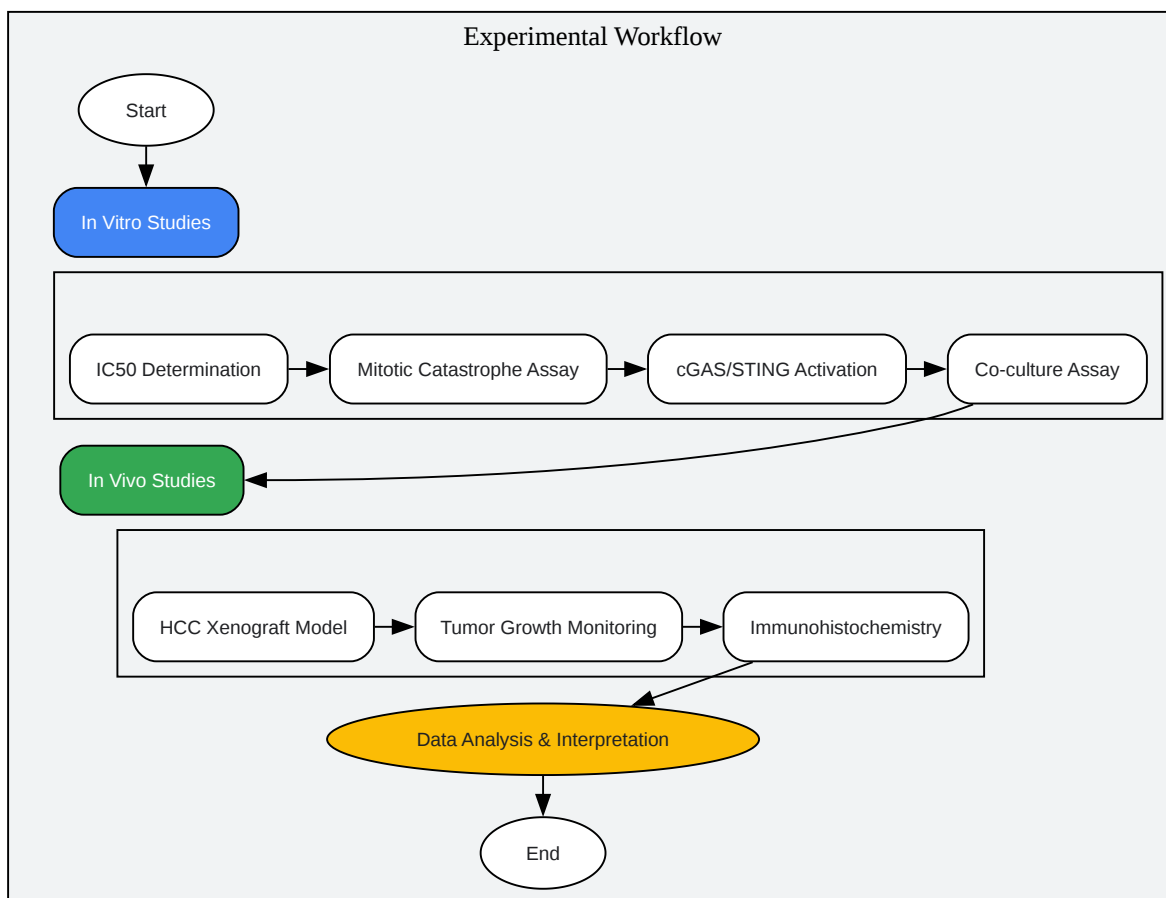 Experimental Workflow
Start
In Vitro Studies
IC50 Determination
Mitotic Catastrophe Assay
cGAS/STING Activation
Co-culture Assay
In Vivo Studies
HCC Xenograft Model
Tumor Growth Monitoring
Immunohistochemistry
Data Analysis & Interpretation
End